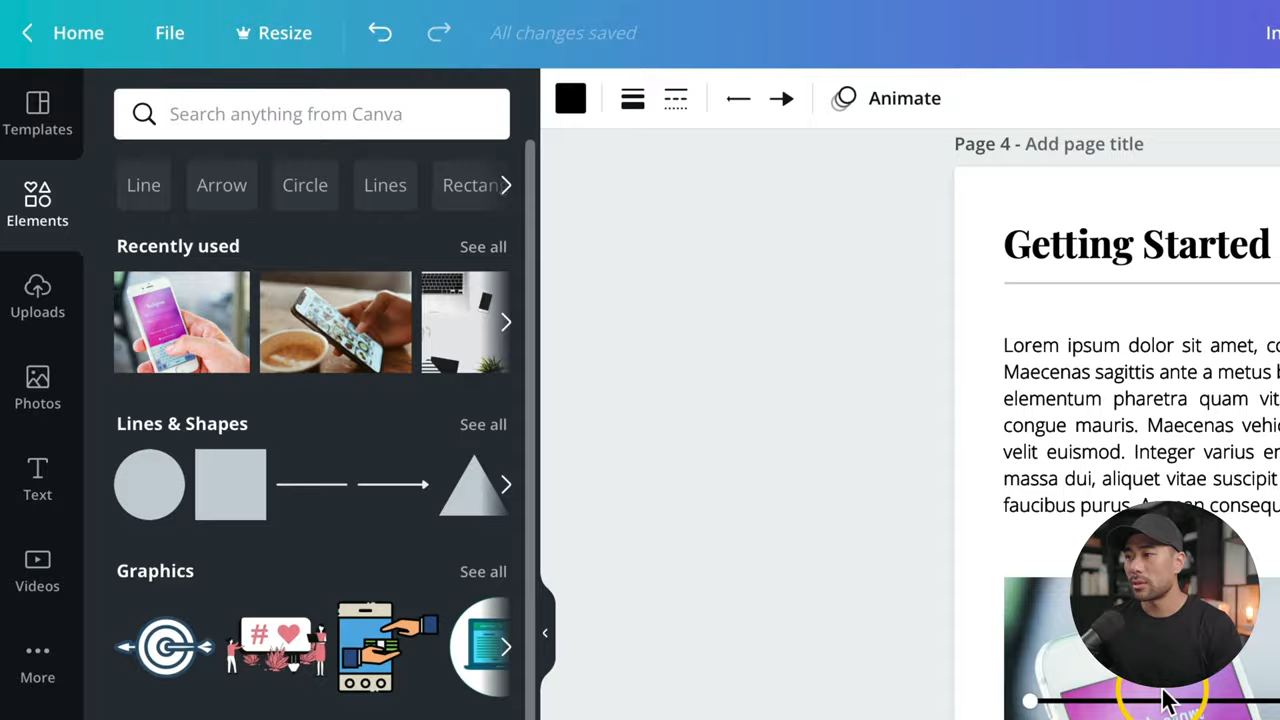 Home File Resize All changes saved In
Templates
Elements
Uploads
Photos
Text
Videos
More
Search anything from Canva
Line Arrow Circle Lines Rectan
Recently used See all
Lines & Shapes See all
Graphics See all
#
Animate
Page 4 - Add page title
Getting Started
Lorem ipsum dolor sit amet, co
Maecenas sagittis ante a metus b
elementum pharetra quam vit
congue mauris. Maecenas vehic
velit euismod. Integer varius er
massa dui, aliquet vitae suscipit
faucibus purus. Aenean consequ